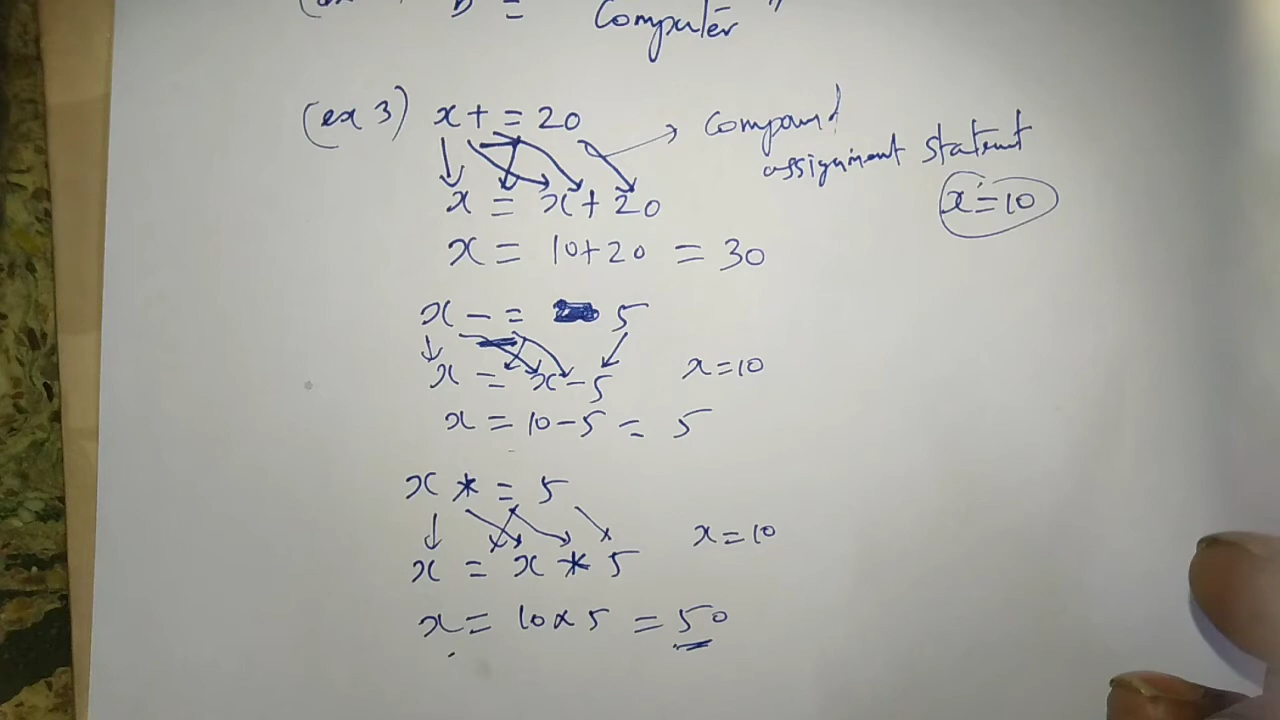 b = "Computer"
(ex 3) x + = 20 → compound
assignment statement
x = x + 20 x = 10
x = 10 + 20 = 30
x - = 5
x = x - 5 x = 10
x = 10 - 5 = 5
x * = 5
x = 10
x = x * 5
x = 10 x 5 = 50